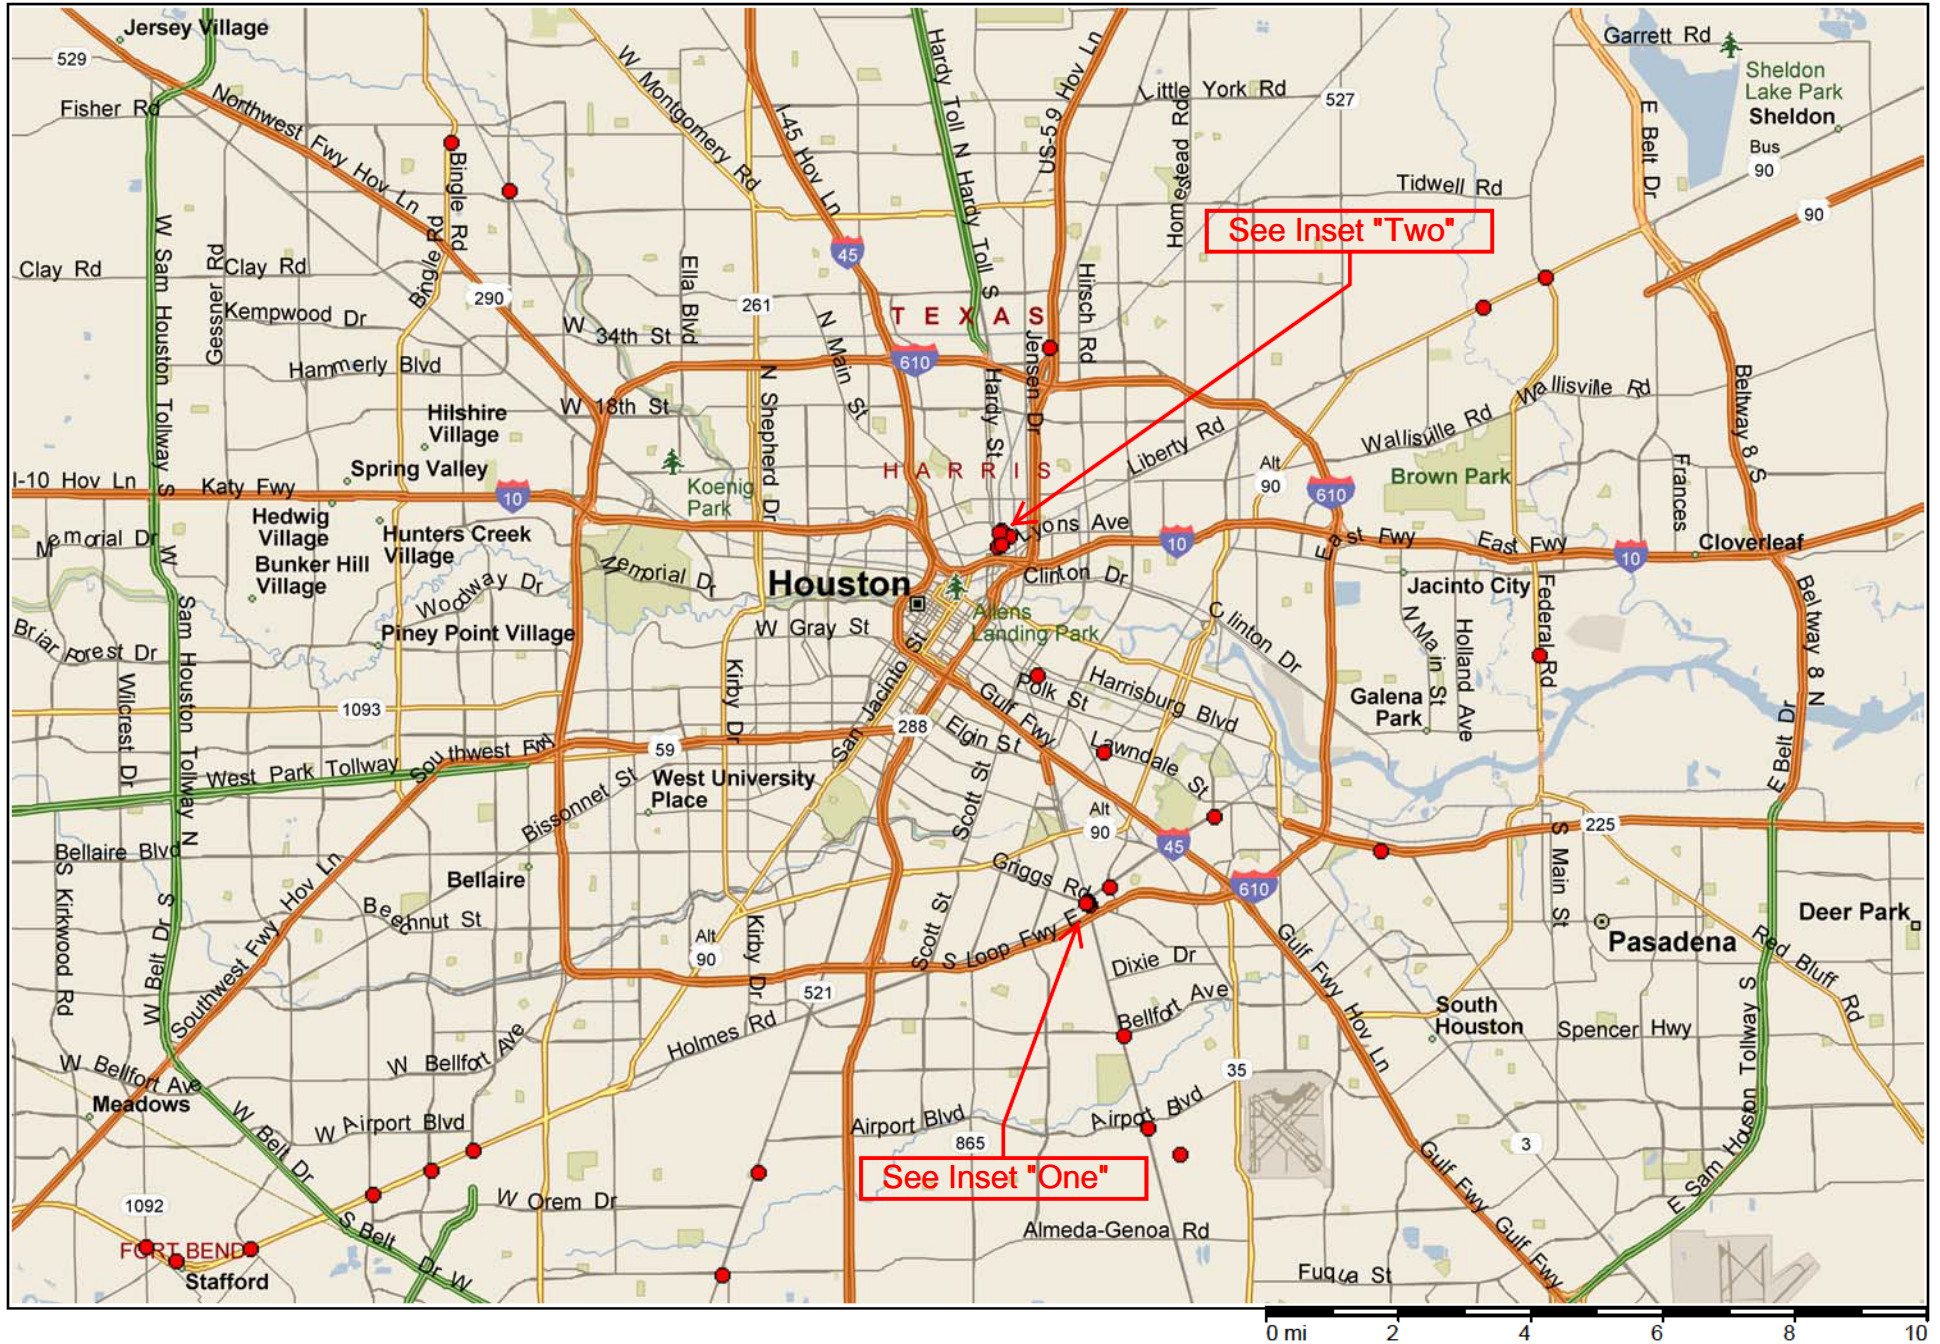 Jersey Village
529
Fisher Rd
Northwest Fwy Hov Ln
W Montgomery Rd
I-45 Hov Ln
Hardy Toll N
Hardy Toll S
US-5-9 Hov Ln
Little York Rd
527
Homestead Rd
Garrett Rd
Sheldon
Lake Park
Sheldon
Bus
90
E Belt Dr
Tidwell Rd
90
See Inset "Two"
Bingle Rd
Bingle Rd
W Sam Houston Tollway S
Gessner Rd
Clay Rd
Clay Rd
Kempwood Dr
290
W 34th St
Ella Blvd
261
45
TEXAS
N Main St
Hirsch Rd
Jensen Dr
Hardy St
610
Hammerly Blvd
W 18th St
N Shepherd Dr
Hilshire
Village
Spring Valley
I-10 Hov Ln
Katy Fwy
10
Koenig
Park
HARRIS
Liberty Rd
Alt
90
Wallisville Rd
Wallisville Rd
Brown Park
610
Frances
Beltway 8 S
Hedwig
Village
Hunters Creek
Village
Bunker Hill
Village
Memorial Dr
W
Memorial Dr
Woodway Dr
Lyons Ave
10
East Fwy
East Fwy
10
Cloverleaf
Houston
Clinton Dr
Allens
Landing Park
Jacinto City
Clinton Dr
N Main St
Holland Ave
Federal Rd
Beltway 8 N
Briar Forest Dr
Piney Point Village
W Gray St
Sam Houston Tollway N
Wilcrest Dr
1093
Kirby Dr
San Jacinto St
Polk St
Harrisburg Blvd
Galena
Park
Gulf Fwy
288
Elgin St
Lawndale St
E Belt Dr
Southwest Fwy
59
West Park Tollway
West University
Place
Bissonnet St
Scott St
Alt
90
45
225
S Main St
Bellaire Blvd
S Kirkwood Rd
W Belt Dr S
Bellaire
Griggs Rd
610
Beechnut St
Southwest Fwy Hov Ln
Alt
90
Kirby Dr
Scott St
S Loop Fwy E
Gulf Fwy Hov Ln
Pasadena
Deer Park
Red Bluff Rd
Dixie Dr
521
Holmes Rd
Bellfort Ave
South
Houston
Spencer Hwy
W Bellfort Ave
W Bellfort Ave
Meadows
35
Sam Houston Tollway S
W Belt Dr
W Airport Blvd
Airport Blvd
865
Airport Blvd
3
See Inset "One"
Gulf Fwy
E
1092
W Orem Dr
Almeda-Genoa Rd
Gulf Fwy
FORT BEND
S Belt Dr W
Stafford
Fuqua St
0 mi 2 4 6 8 10